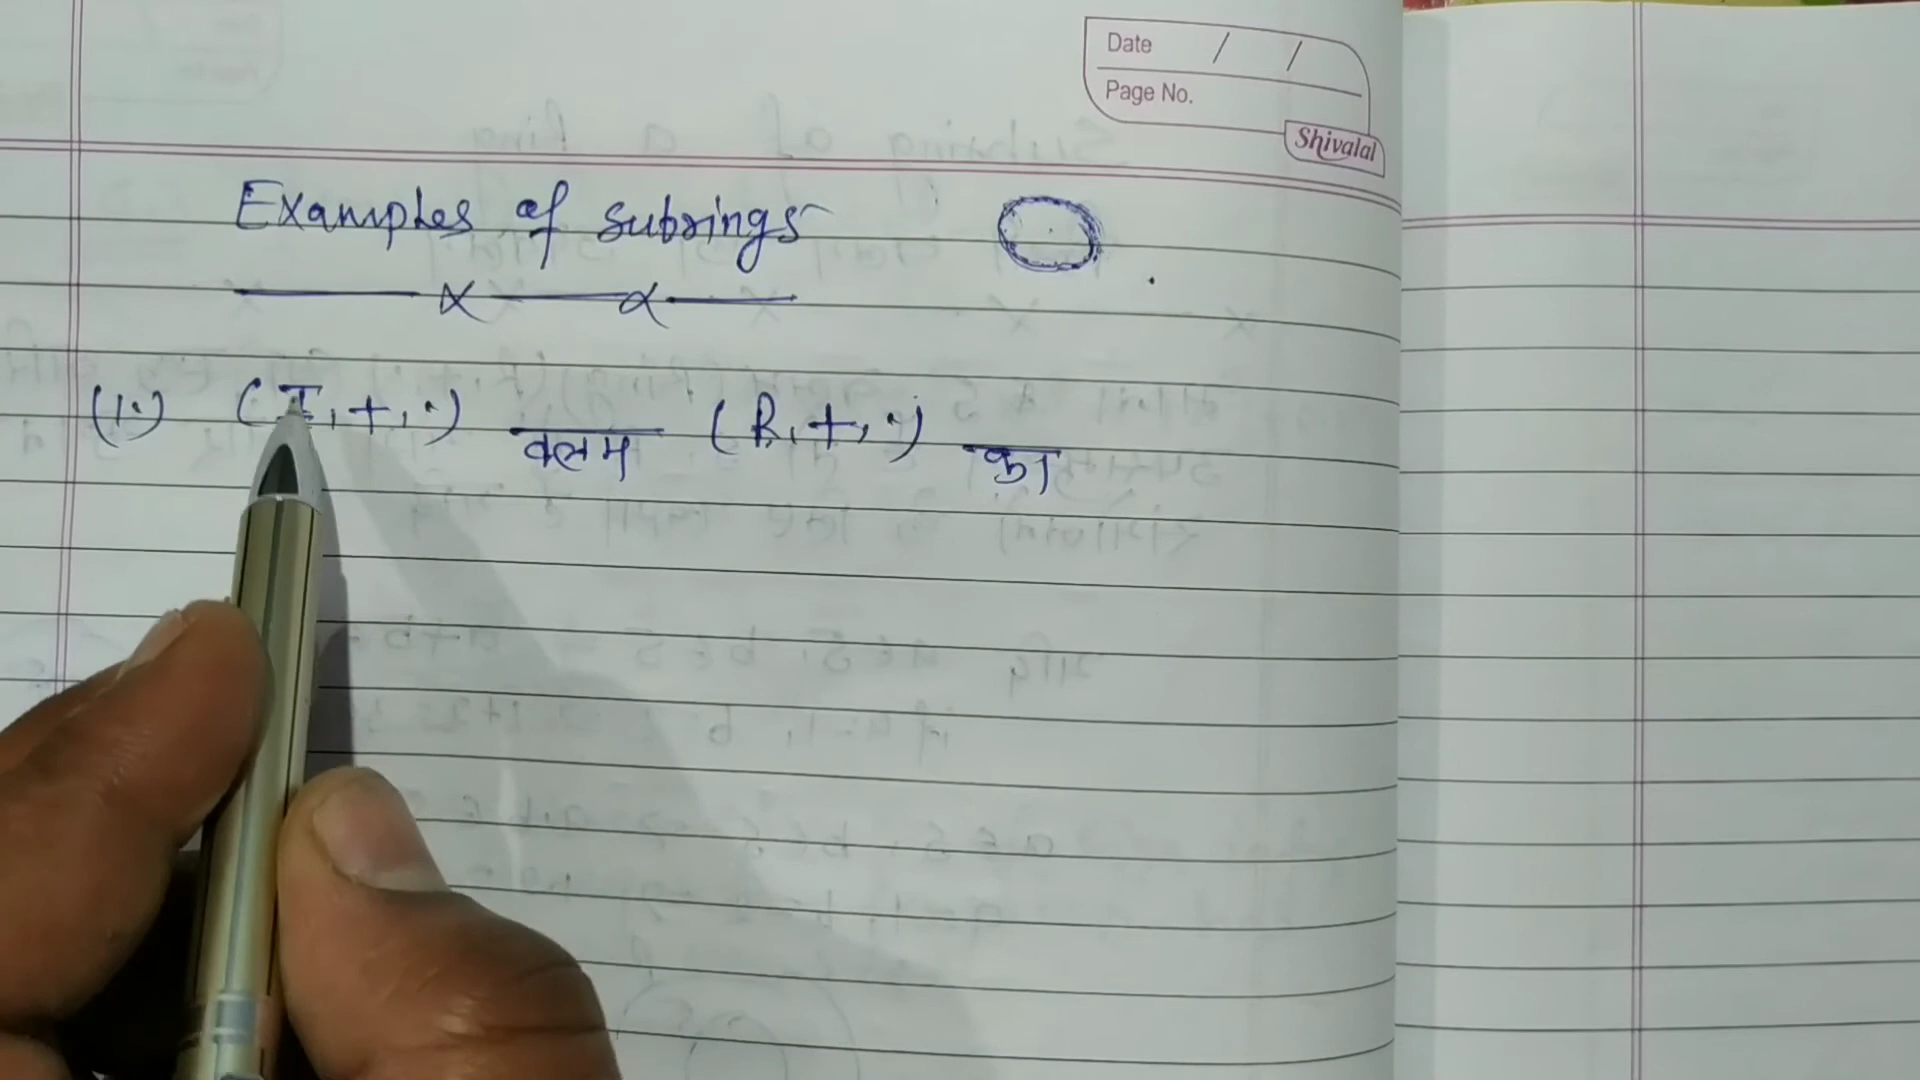 Date / /
Page No.
Shivalal
Examples of subrings
(1.) (I, +, .) वलय (R, +, .) का